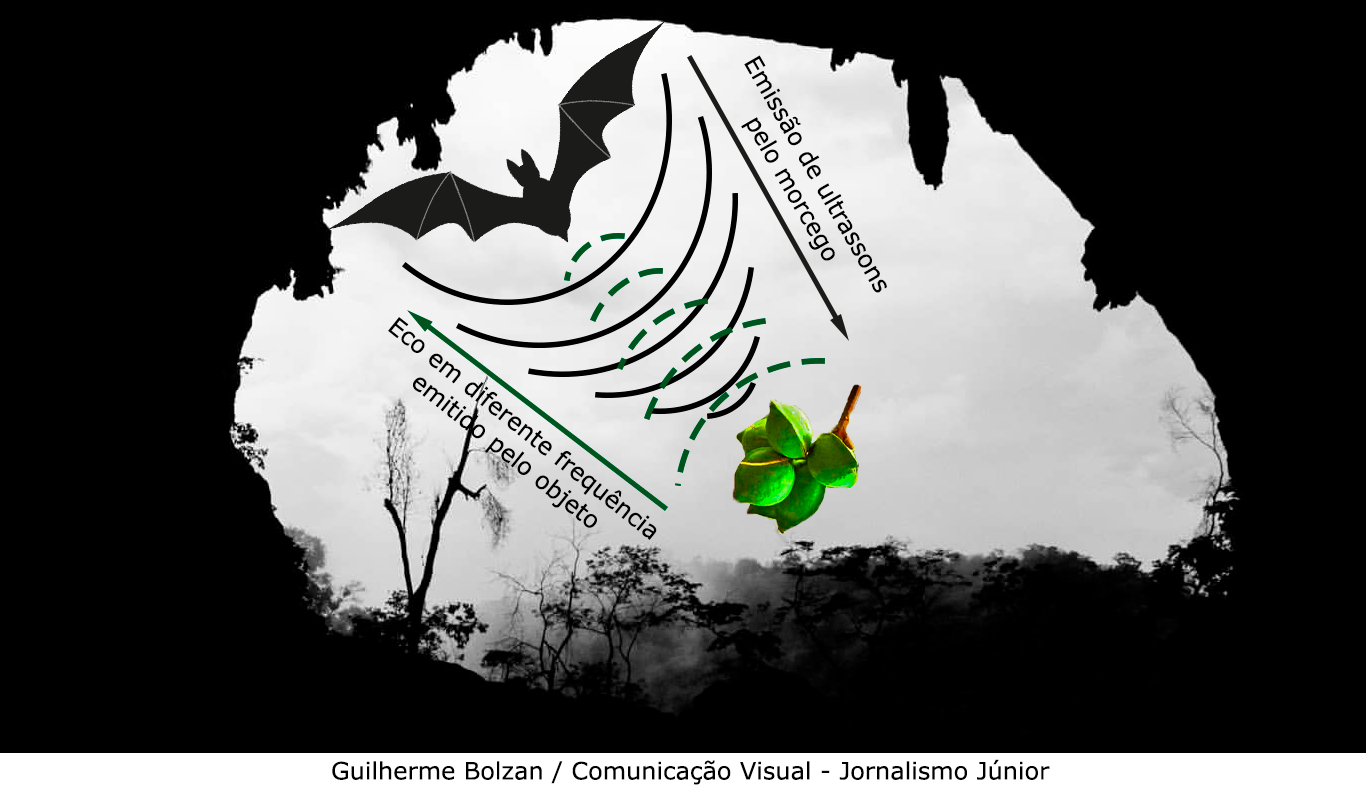 Emissão de ultrassons
pelo morcego
Eco em diferente frequência
emitido pelo objeto
Guilherme Bolzan / Comunicação Visual - Jornalismo Júnior